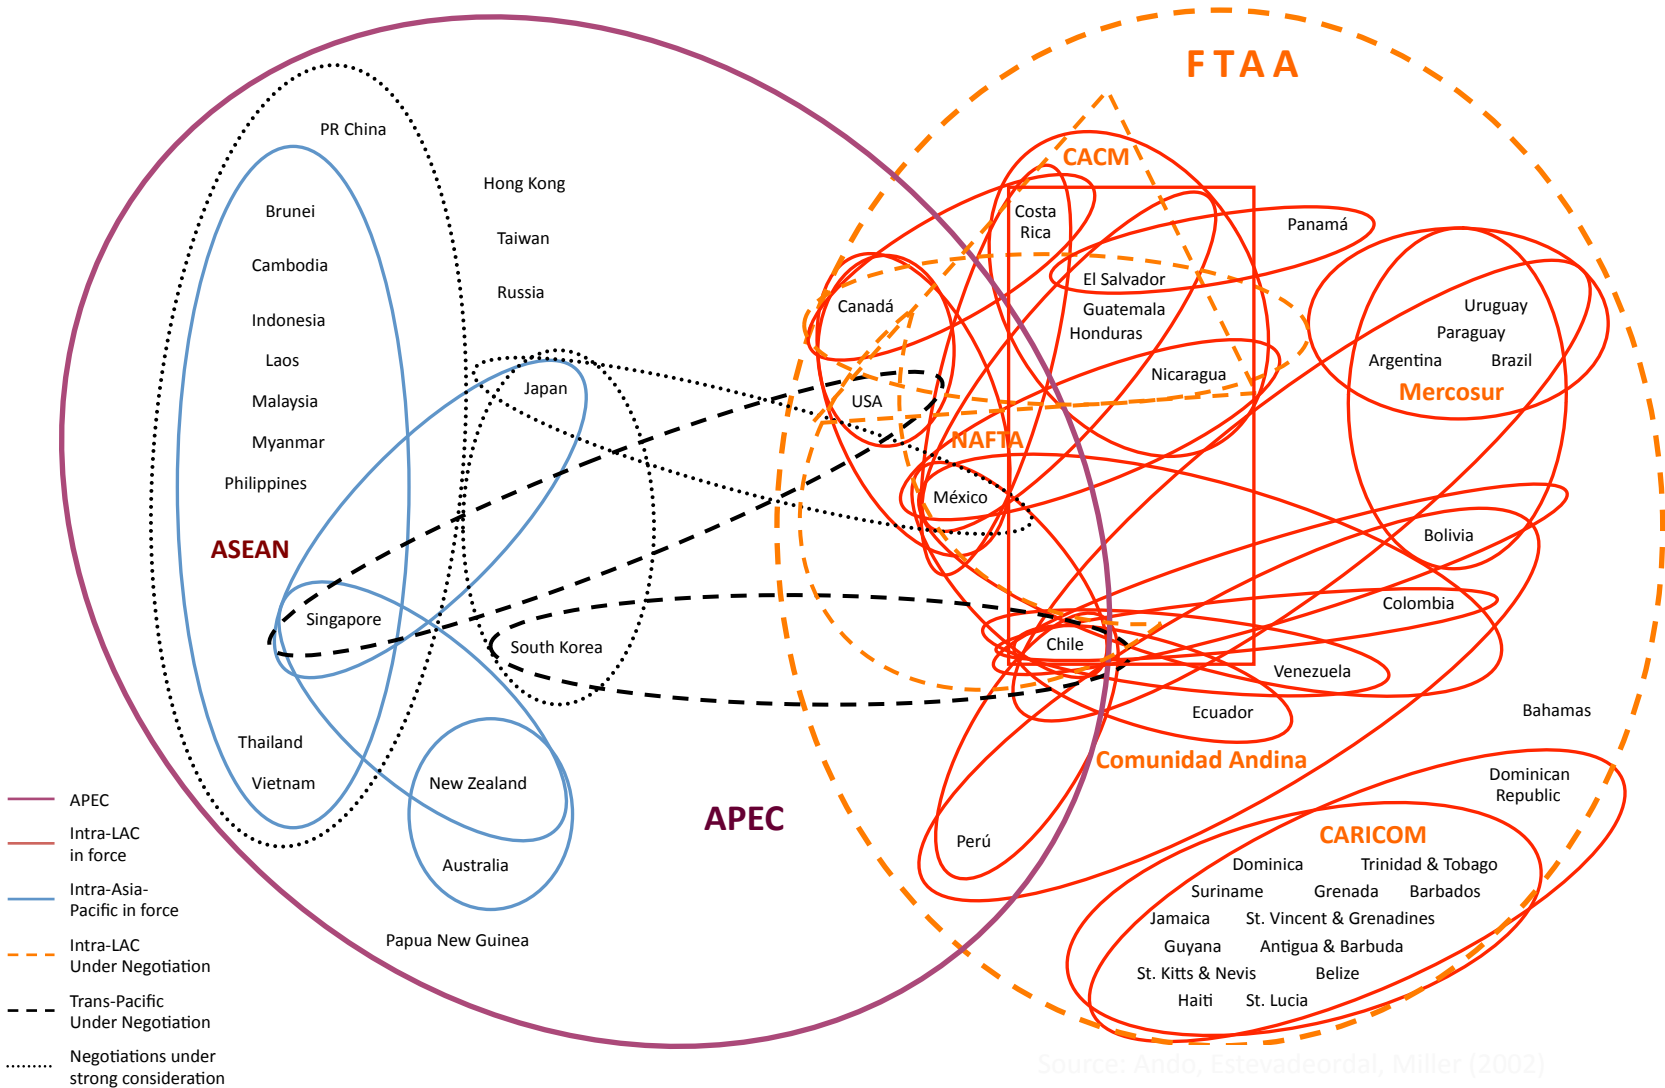 FTAA
PR China
CACM
Hong Kong
Brunei
Costa
Rica
Panamá
Taiwan
Cambodia
El Salvador
Russia
Canadá
Guatemala
Uruguay
Indonesia
Honduras
Paraguay
Laos
Argentina
Brazil
Nicaragua
Japan
Mercosur
Malaysia
USA
Myanmar
NAFTA
Philippines
México
Bolivia
ASEAN
Colombia
Singapore
South Korea
Chile
Venezuela
Ecuador
Bahamas
Thailand
Comunidad Andina
Vietnam
New Zealand
Dominican
Republic
APEC
Perú
CARICOM
Australia
Dominica
Trinidad & Tobago
Suriname
Grenada
Barbados
Jamaica
St. Vincent & Grenadines
Papua New Guinea
Guyana
Antigua & Barbuda
St. Kitts & Nevis
Belize
Haiti
St. Lucia
APEC
Intra-LAC
in force
Intra-Asia-
Pacific in force
Intra-LAC
Under Negotiation
Trans-Pacific
Under Negotiation
Negotiations under
strong consideration
Source: Ando, Estevadeordal, Miller (2002)